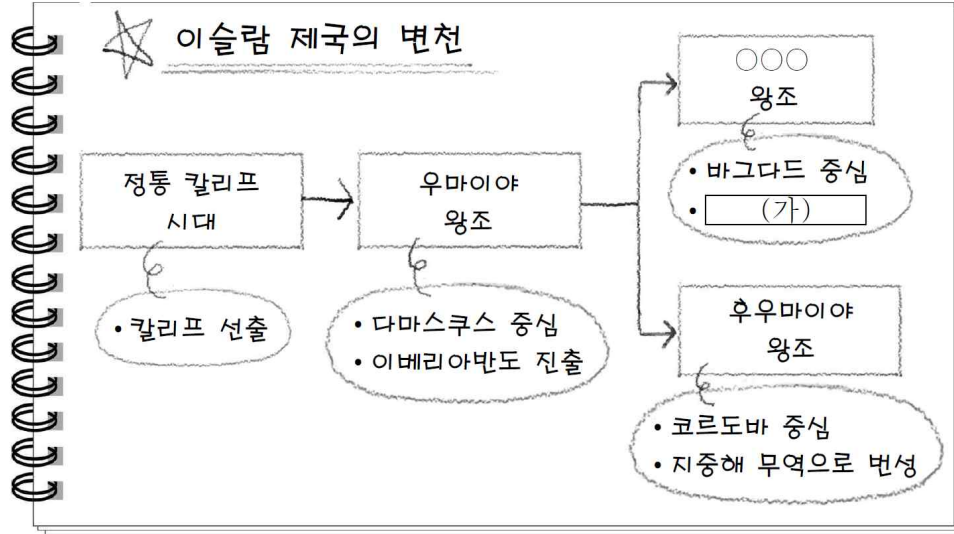 이슬람 제국의 변천
정통 칼리프
시대
• 칼리프 선출
우마이야
왕조
• 다마스쿠스 중심
• 이베리아반도 진출
○○○
왕조
• 바그다드 중심
• (가)
후우마이야
왕조
• 코르도바 중심
• 지중해 무역으로 번성